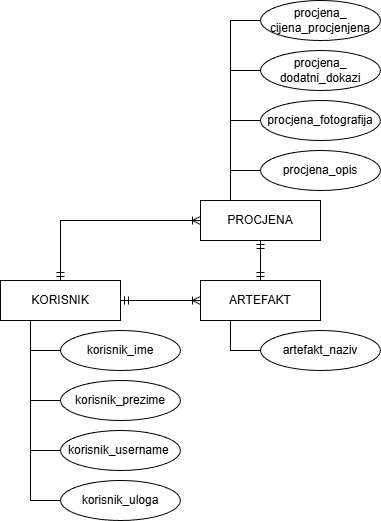 procjena_
cijena_procjenjena
procjena_
dodatni_dokazi
procjena_fotografija
procjena_opis
PROCJENA
KORISNIK
ARTEFAKT
korisnik_ime
artefakt_naziv
korisnik_prezime
korisnik_username
korisnik_uloga